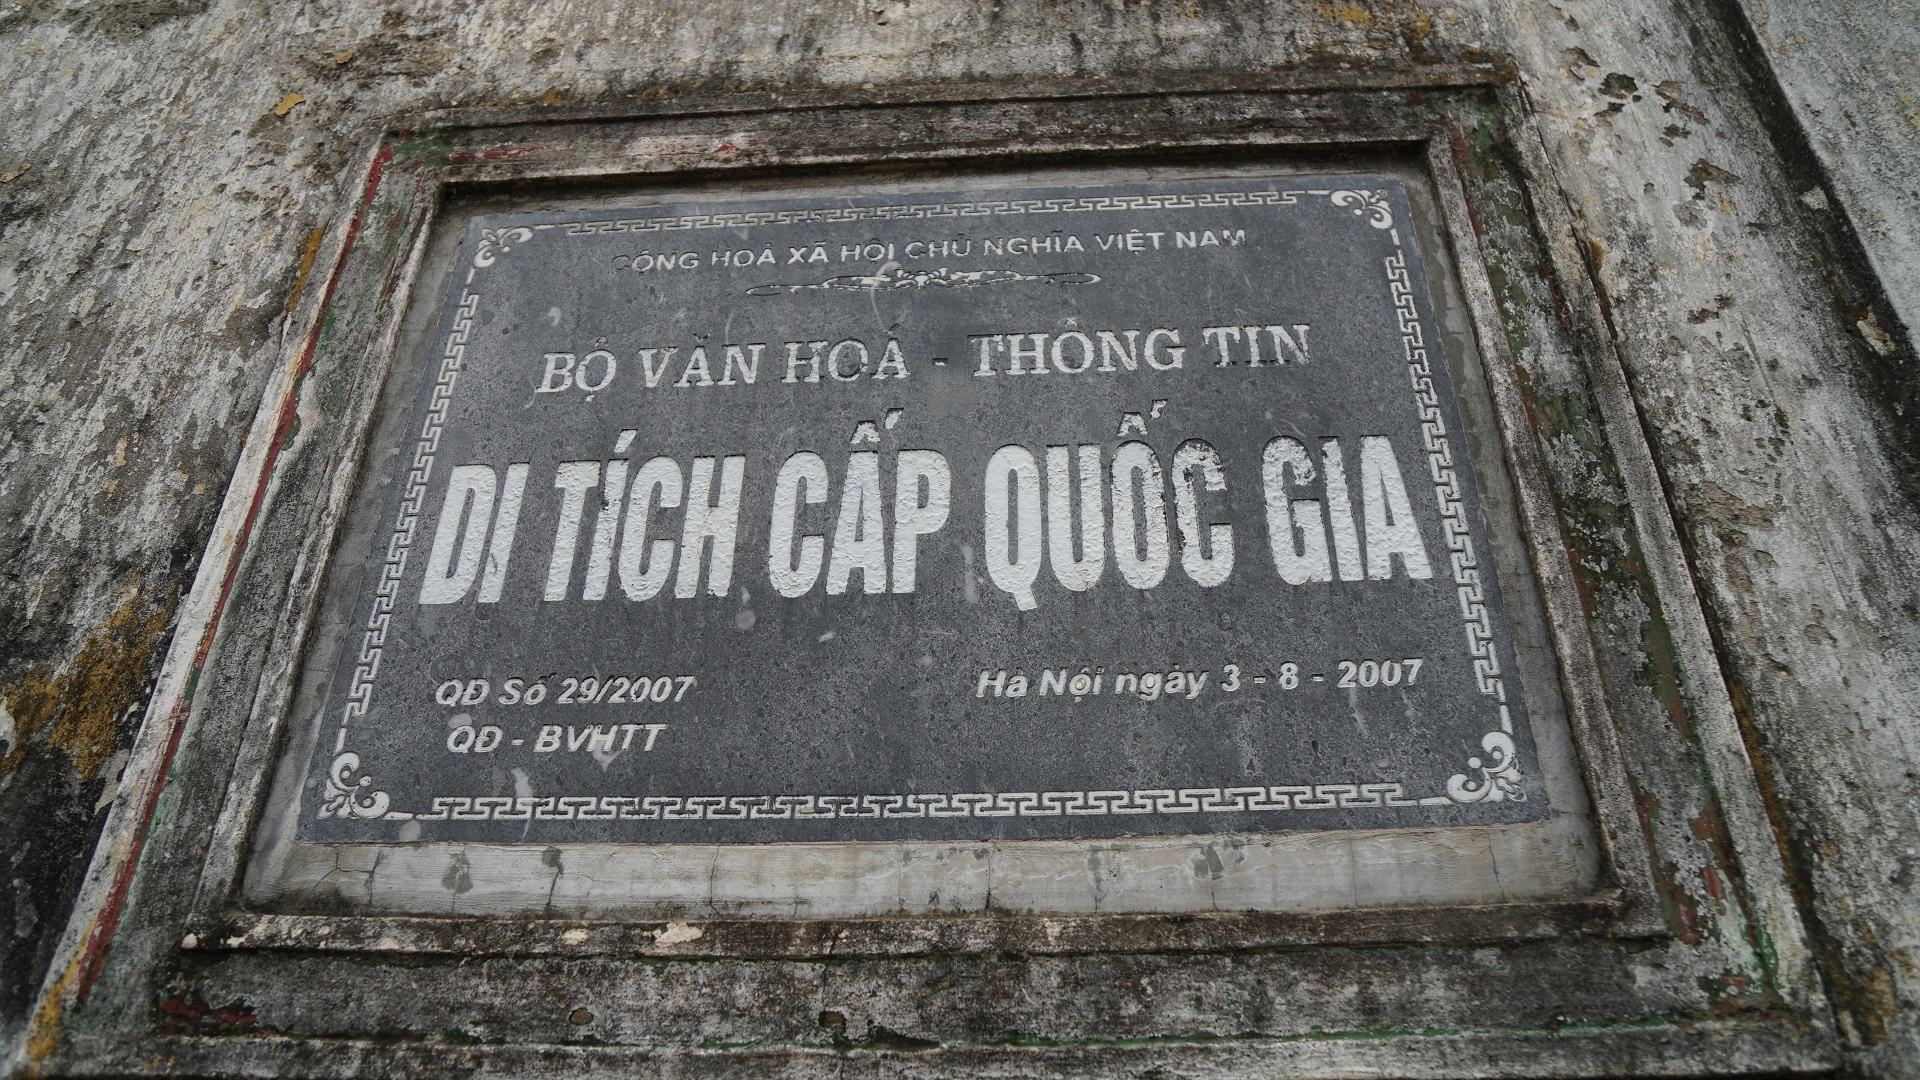 CỘNG HOÀ XÃ HỘI CHỦ NGHĨA VIỆT NAM
BỘ VĂN HOÁ - THÔNG TIN
DI TÍCH CẤP QUỐC GIA
QĐ Số 29/2007
QĐ - BVHTT
Hà Nội ngày 3 - 8 - 2007